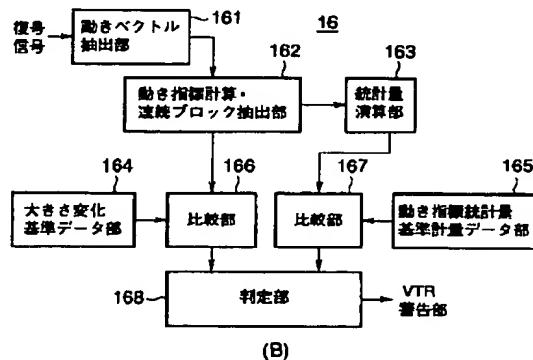 161
復号
信号
動きベクトル
抽出部
16
162
163
動き指標計算・
連続ブロック抽出部
統計量
演算部
164
166
167
165
大きさ変化
基準データ部
比較部
比較部
動き指標統計量
基準計量データ部
168
判定部
VTR
警告部
(B)